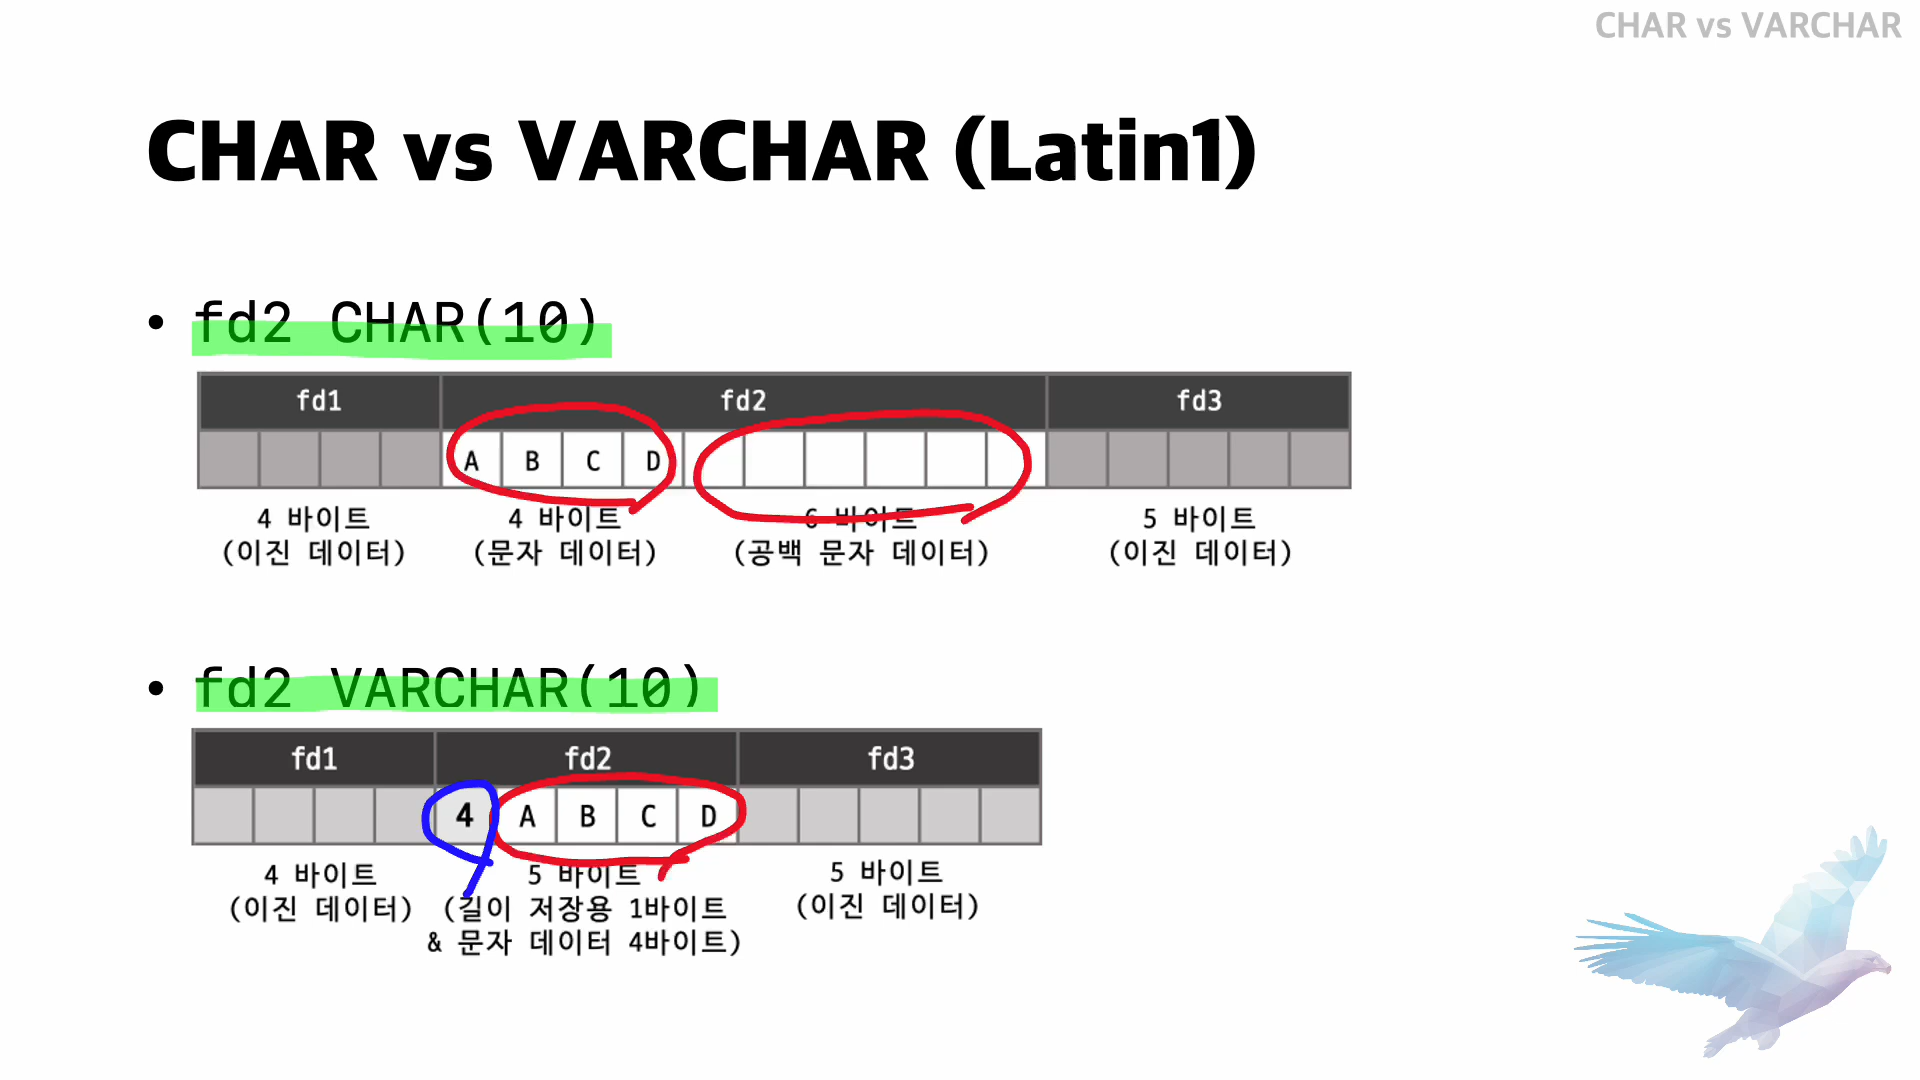 CHAR vs VARCHAR
CHAR vs VARCHAR (Latin1)
• fd2 CHAR(10)
fd1 fd2 fd3
A B C D
4 바이트 4 바이트 6 바이트 5 바이트
(이진 데이터) (문자 데이터) (공백 문자 데이터) (이진 데이터)
• fd2 VARCHAR(10)
fd1 fd2 fd3
4 A B C D
4 바이트 5 바이트 5 바이트
(이진 데이터) (길이 저장용 1바이트 (이진 데이터)
& 문자 데이터 4바이트)